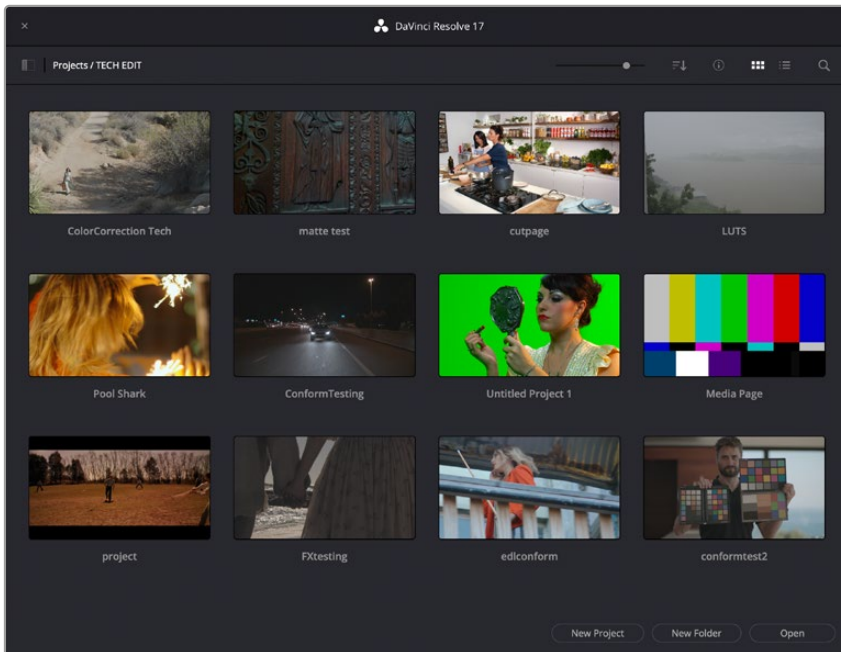 DaVinci Resolve 17
Projects / TECH EDIT
ColorCorrection Tech
matte test
cutpage
LUTS
Pool Shark
ConformTesting
Untitled Project 1
Media Page
project
FXtesting
edlconform
conformtest2
New Project
New Folder
Open